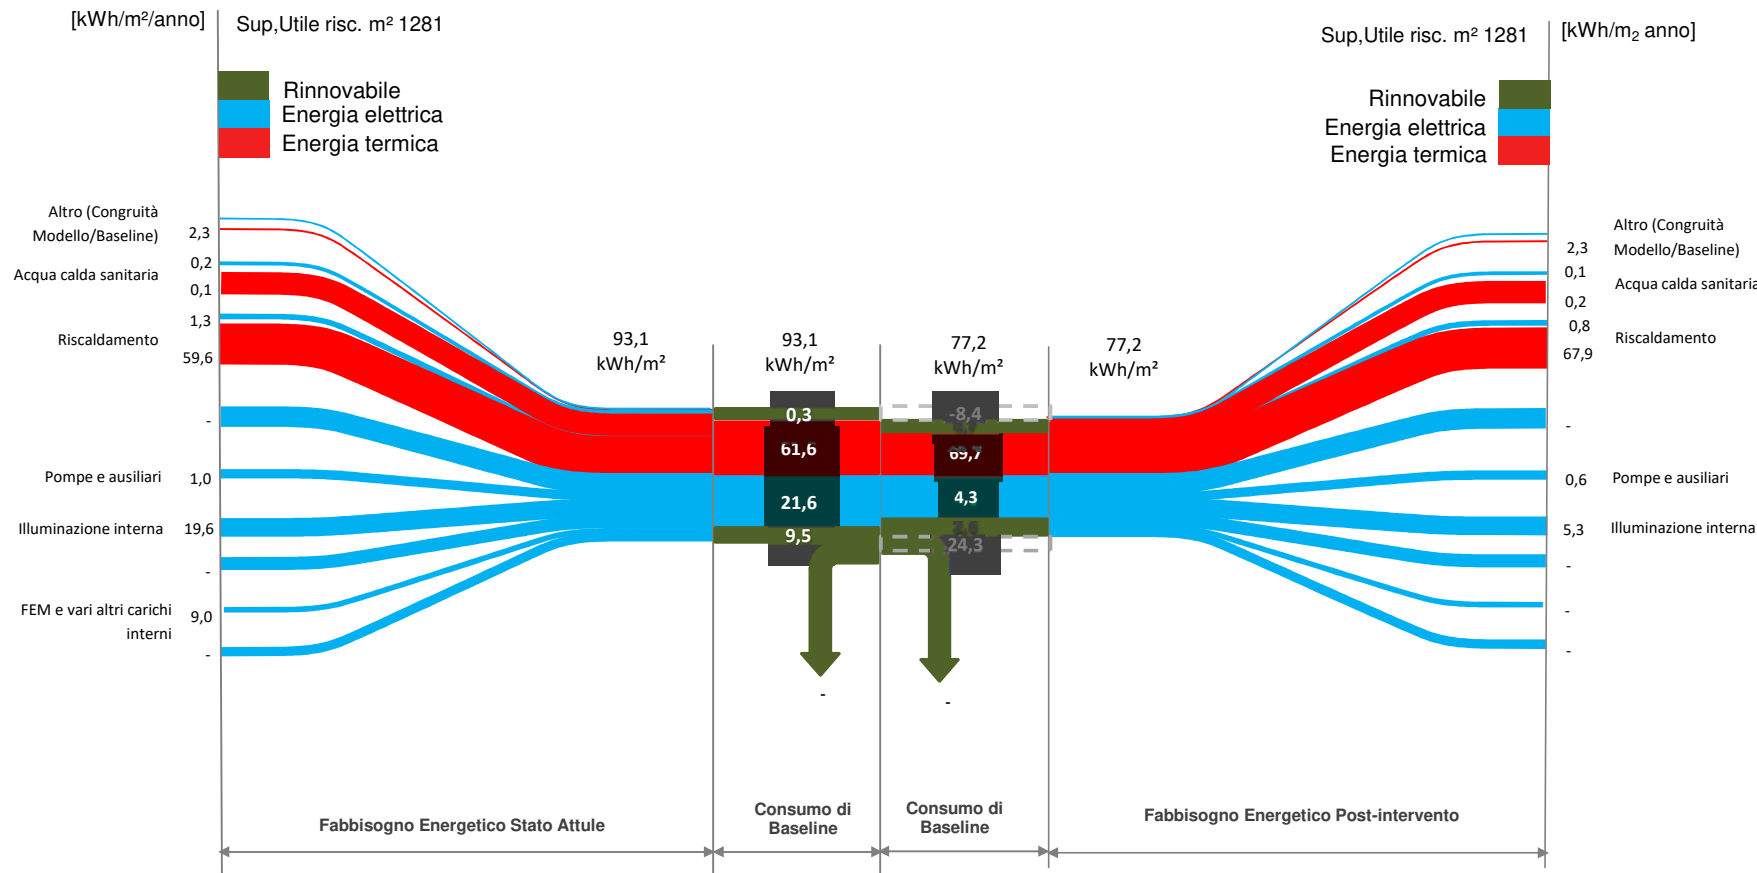 [kWh/m²/anno]
Sup,Utile risc. m² 1281
Rinnovabile
Energia elettrica
Energia termica
Sup,Utile risc. m² 1281
[kWh/m₂ anno]
Rinnovabile
Energia elettrica
Energia termica
Altro (Congruità
Modello/Baseline)
2,3
0,2
Acqua calda sanitaria
0,1
1,3
Riscaldamento
59,6
-
Pompe e ausiliari
1,0
Illuminazione interna
19,6
-
FEM e vari altri carichi
interni
9,0
-
93,1
kWh/m²
93,1
kWh/m²
77,2
kWh/m²
77,2
kWh/m²
0,3
61,6
21,6
9,5
-
-8,4
69,7
4,3
24,3
-
Altro (Congruità
Modello/Baseline)
2,3
0,1
Acqua calda sanitaria
0,2
0,8
Riscaldamento
67,9
-
0,6
Pompe e ausiliari
5,3
Illuminazione interna
-
-
-
Fabbisogno Energetico Stato Attule
Consumo di
Baseline
Consumo di
Baseline
Fabbisogno Energetico Post-intervento